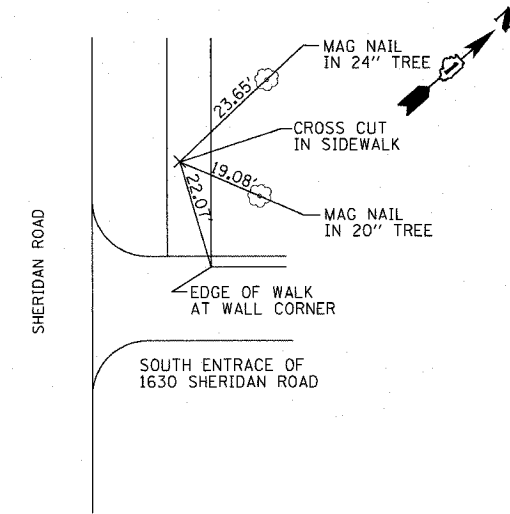 MAG NAIL
IN 24" TREE
N
23.65'
CROSS CUT
IN SIDEWALK
19.08'
22.07'
MAG NAIL
IN 20" TREE
SHERIDAN ROAD
EDGE OF WALK
AT WALL CORNER
SOUTH ENTRACE OF
1630 SHERIDAN ROAD